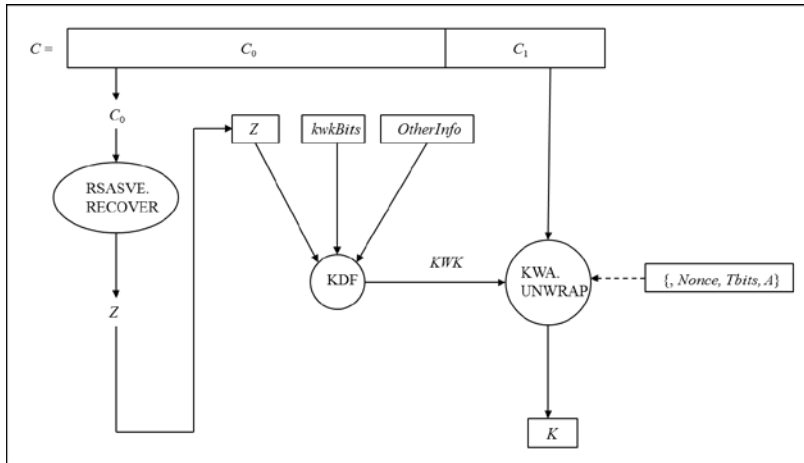 C = C₀ C₁
C₀
Z kwkBits OtherInfo
RSASVE.
RECOVER
KWK
KDF
KWA.
UNWRAP
{, Nonce, Tbits, A}
Z
K